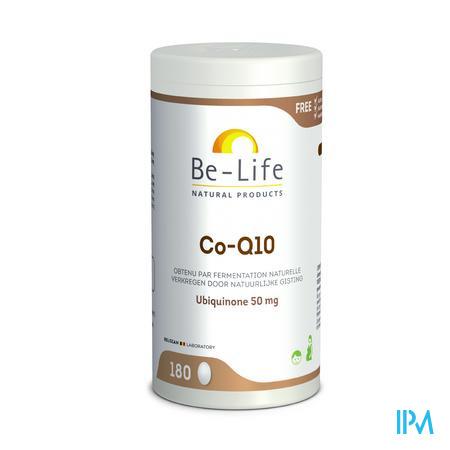 FREE
Be-Life
NATURAL PRODUCTS
Co-Q10
OBTENU PAR FERMENTATION NATURELLE
VERKREGEN DOOR NATUURLIJKE GISTING
Ubiquinone 50 mg
BELGIAN LABORATORY
180
IPM